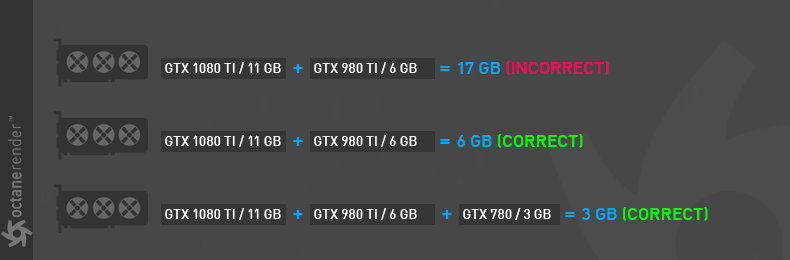 GTX 1080 TI / 11 GB + GTX 980 TI / 6 GB = 17 GB (INCORRECT)
GTX 1080 TI / 11 GB + GTX 980 TI / 6 GB = 6 GB (CORRECT)
GTX 1080 TI / 11 GB + GTX 980 TI / 6 GB + GTX 780 / 3 GB = 3 GB (CORRECT)
octanerender™